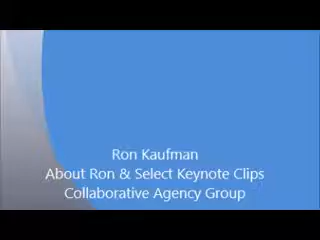 Ron Kaufman
About Ron & Select Keynote Clips
Collaborative Agency Group